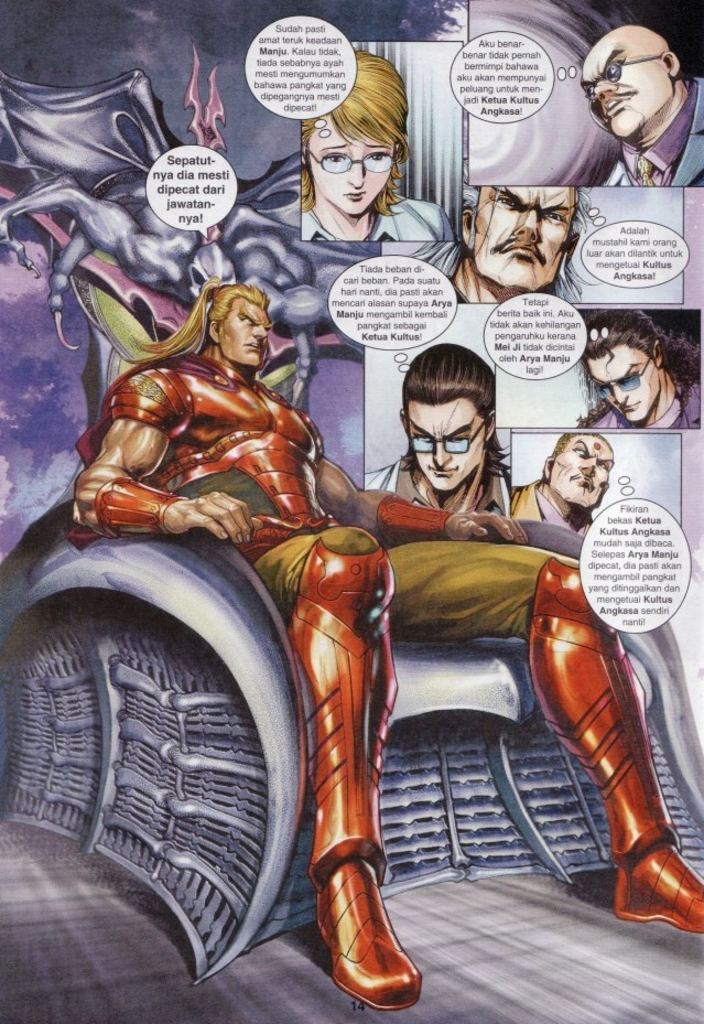 Sudah pasti
amat teruk keadaan
Manju. Kalau tidak,
tiada sebabnya ayah
mesti mengumumkan
bahawa pangkat yang
dipegangnya mesti
dipecat!
Aku benar-
benar tidak pernah
bermimpi bahawa
aku akan mempunyai
peluang untuk men-
jadi Ketua Kultus
Angkasa!
Sepatut-
nya dia mesti
dipecat dari
jawatan-
nya!
Adalah
mustahil kami orang
luar akan dilantik untuk
mengetuai Kultus
Angkasa!
Tiada beban di-
cari beban. Pada suatu
hari nanti, dia pasti akan
mencari alasan supaya Arya
Manju mengambil kembali
pangkat sebagai
Ketua Kultus!
Tetapi
berita baik ini. Aku
tidak akan kehilangan
pengaruhku kerana
Mei Ji tidak dicintai
oleh Arya Manju
lagi!
Fikiran
bekas Ketua
Kultus Angkasa
mudah saja dibaca.
Selepas Arya Manju
dipecat, dia pasti akan
mengambil pangkat
yang ditinggalkan dan
mengetuai Kultus
Angkasa sendiri
nanti!
14